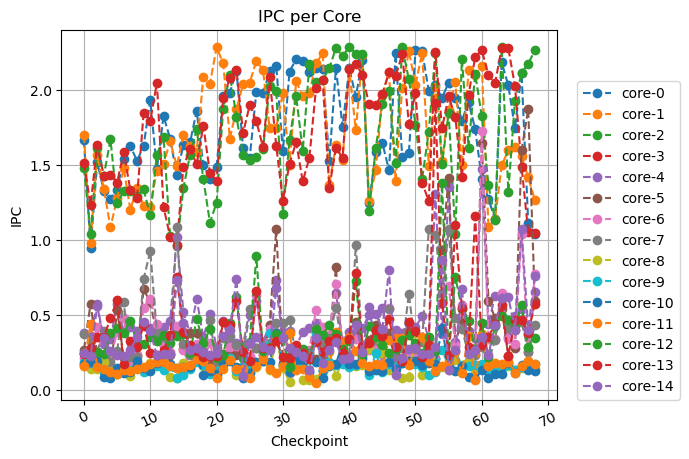 IPC per Core
IPC
2.0
1.5
1.0
0.5
0.0
0
10
20
30
40
50
60
70
Checkpoint
core-0
core-1
core-2
core-3
core-4
core-5
core-6
core-7
core-8
core-9
core-10
core-11
core-12
core-13
core-14